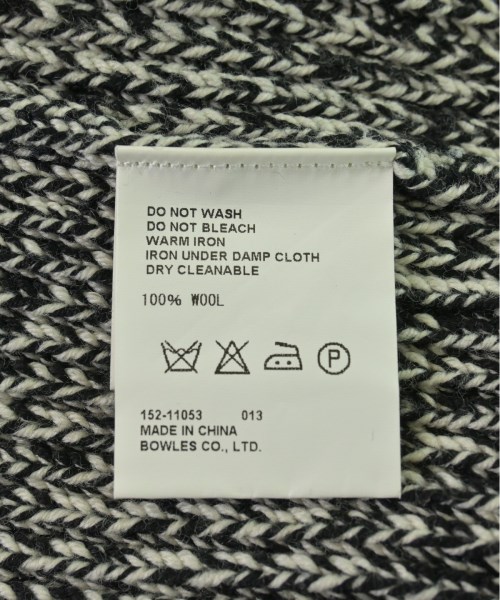 DO NOT WASH
DO NOT BLEACH
WARM IRON
IRON UNDER DAMP CLOTH
DRY CLEANABLE
100% WOOL
P
152-11053 013
MADE IN CHINA
BOWLES CO., LTD.